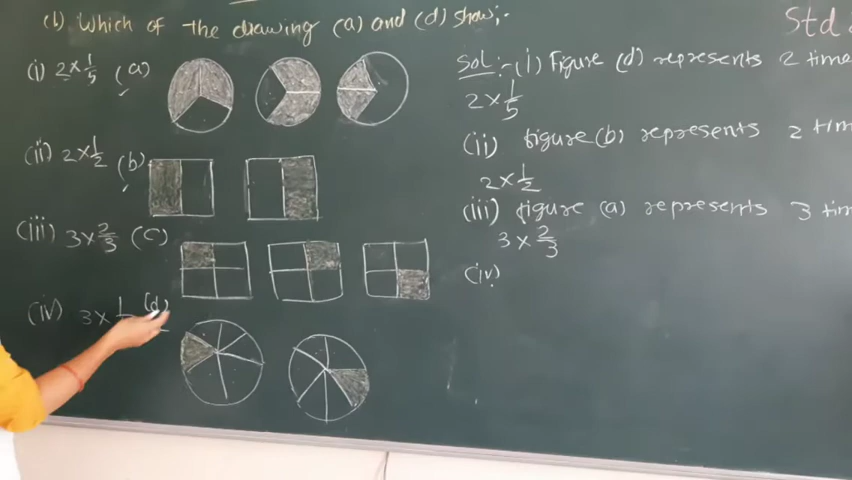 (b) Which of the drawing (a) and (d) show;-
(i) 2×1/5 (a)
(ii) 2×1/2 (b)
(iii) 3×2/3 (c)
(iv) 3× (d)
Std
Sol:-(i) Figure (d) represents 2 time
2×1/5
(ii) figure (b) represents 2 tim
2×1/2
(iii) figure (a) represents 3 tim
3×2/3
(iv)